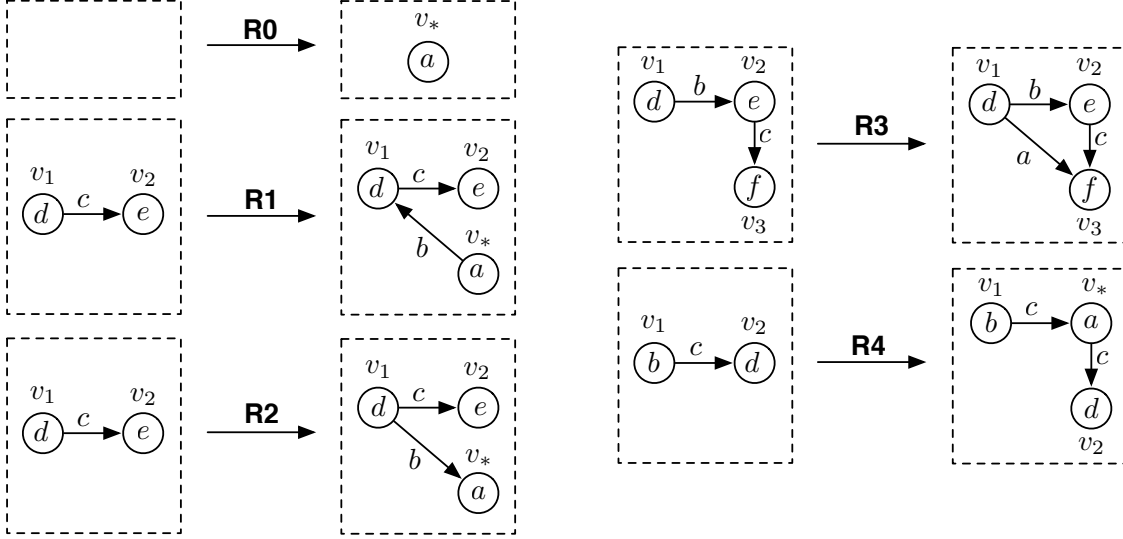 R0
v*
a
v1 v2
d c e
R1
v1 v2
d c e
b v*
a
v1 v2
d c e
R2
v1 v2
d c e
b v*
a
v1 v2
d b e
c
f
v3
R3
v1 v2
d b e
a c
f
v3
v1 v2
b c d
R4
v1 v*
b c a
c
d
v2